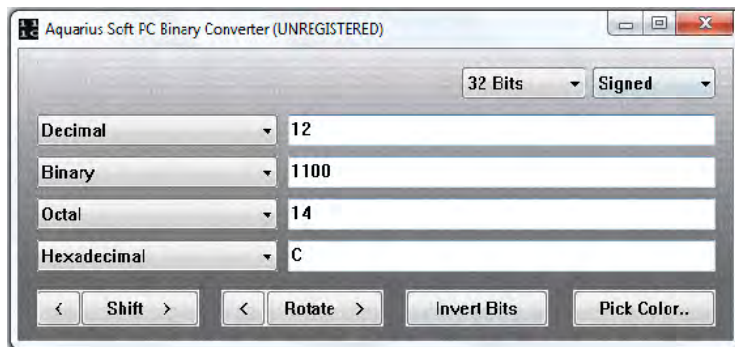 Aquarius Soft PC Binary Converter (UNREGISTERED)
32 Bits Signed
Decimal 12
Binary 1100
Octal 14
Hexadecimal C
< Shift > < Rotate > Invert Bits Pick Color..